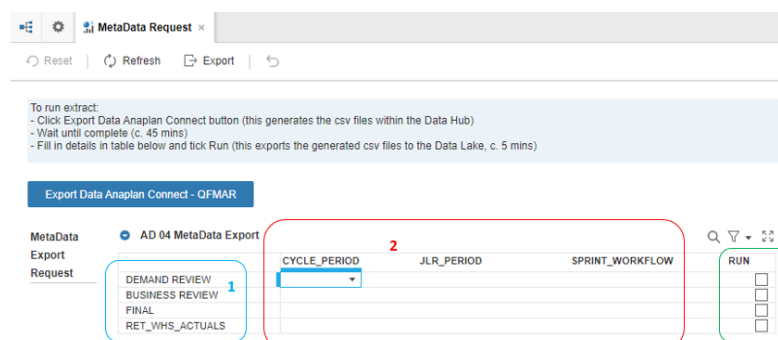 MetaData Request ×
Reset Refresh Export
To run extract:
- Click Export Data Anaplan Connect button (this generates the csv files within the Data Hub)
- Wait until complete (c. 45 mins)
- Fill in details in table below and tick Run (this exports the generated csv files to the Data Lake, c. 5 mins)
Export Data Anaplan Connect - QFMAR
MetaData
Export
Request
AD 04 MetaData Export
2
CYCLE_PERIOD JLR_PERIOD SPRINT_WORKFLOW RUN
DEMAND REVIEW
1
BUSINESS REVIEW
FINAL
RET_WHS_ACTUALS